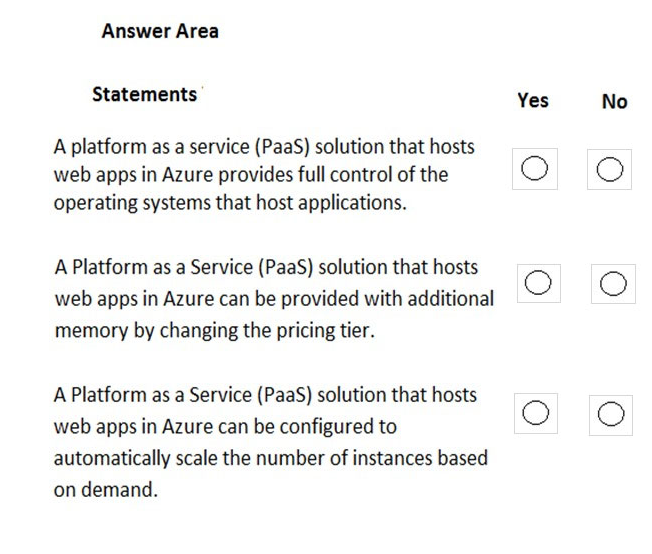 Answer Area
Statements
Yes No
A platform as a service (PaaS) solution that hosts
web apps in Azure provides full control of the
operating systems that host applications.
A Platform as a Service (PaaS) solution that hosts
web apps in Azure can be provided with additional
memory by changing the pricing tier.
A Platform as a Service (PaaS) solution that hosts
web apps in Azure can be configured to
automatically scale the number of instances based
on demand.